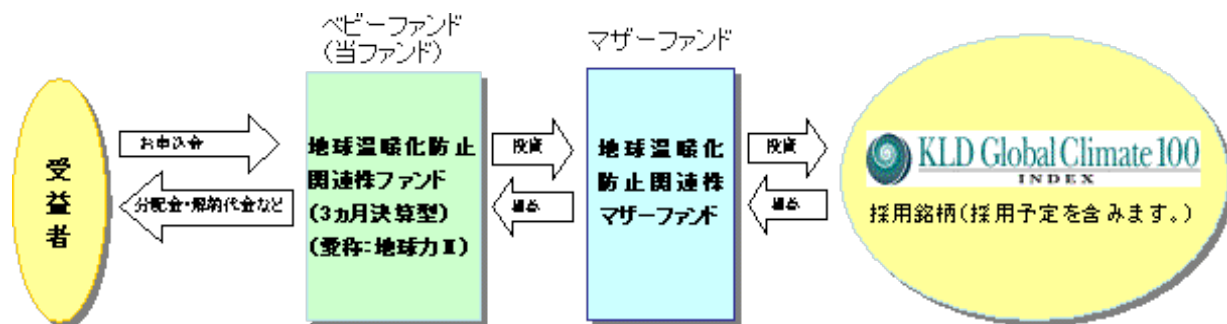 ベビーファンド
(当ファンド)
マザーファンド
受益者
お申込金
分配金・解約代金など
地球温暖化防止
関連株ファンド
(3ヵ月決算型)
(愛称:地球力Ⅱ)
投資
損益
地球温暖化
防止関連株
マザーファンド
投資
損益
KLD Global Climate 100
INDEX
採用銘柄(採用予定を含みます。)